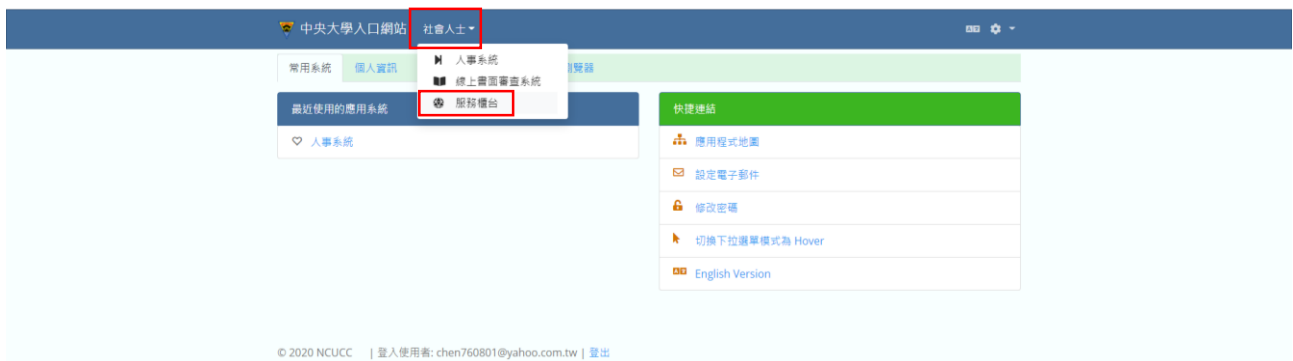 中央大學入口網站 社會人士
常用系統 個人資訊 瀏覽器
人事系統
線上書面審查系統
服務櫃台
最近使用的應用系統
人事系統
快捷連結
應用程式地圖
設定電子郵件
修改密碼
切換下拉選單模式為 Hover
English Version
© 2020 NCUCC | 登入使用者: chen760801@yahoo.com.tw | 登出